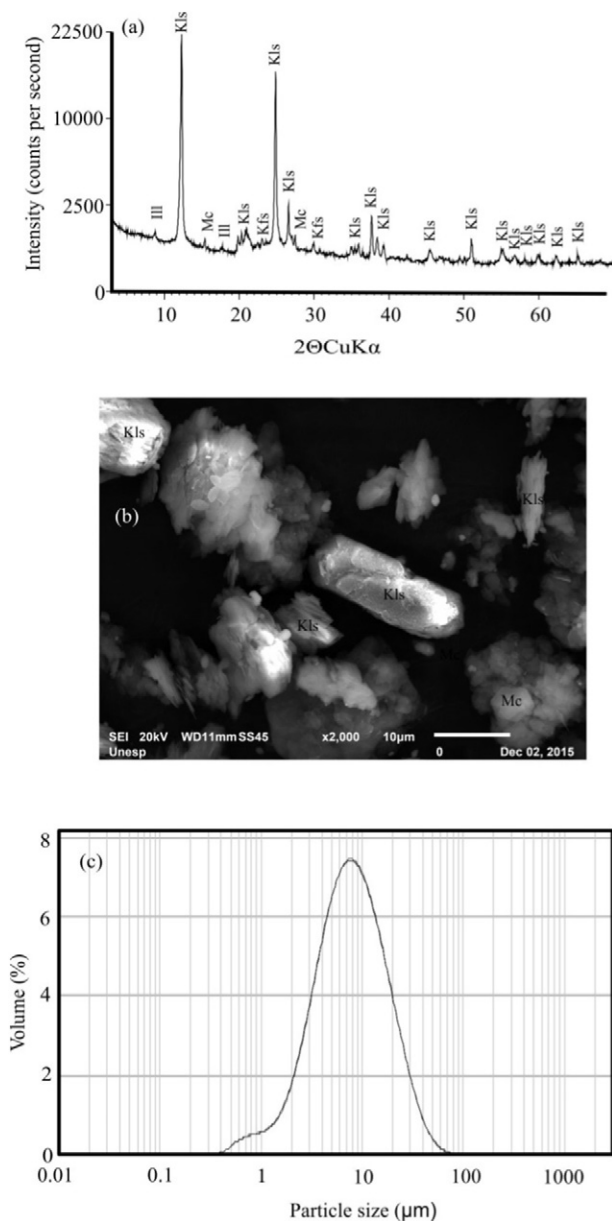 (a)
Intensity (counts per second)
22500
10000
2500
0
Ill
Kls
Mc
Ill
Kls
Kfs
Kls
Kls
Mc
Kfs
Kls
Kls
Kls
Kls
Kls
Kls
Kls
Kls
Kls
Kls
Kls
10 20 30 40 50 60
2ΘCuKα
(b)
Kls
Kls
Kls
Kls
Mc
Mc
SEI 20kV WD11mm SS45 x2,000 10µm
Unesp 0 Dec 02, 2015
(c)
Volume (%)
8
6
4
2
0
0.01 0.1 1 10 100 1000
Particle size (µm)